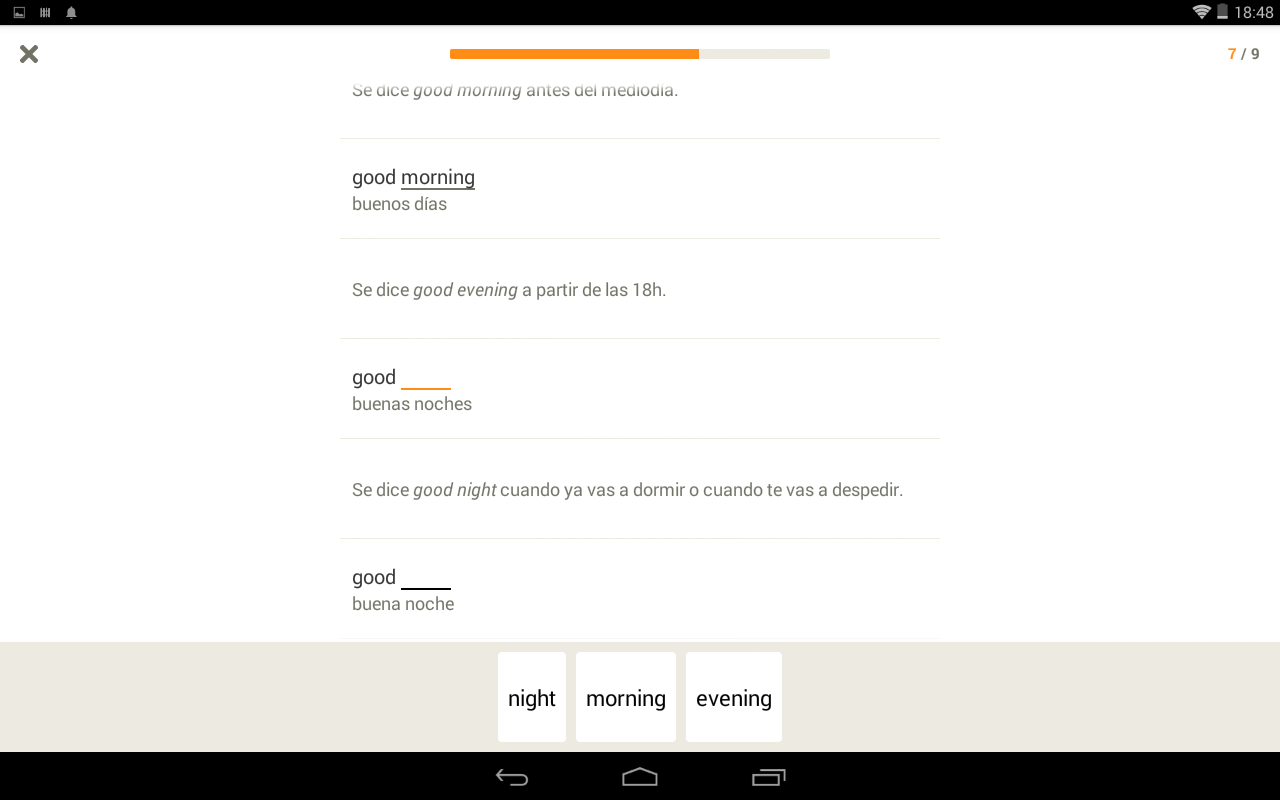 18:48
7 / 9
Se dice good morning antes del mediodía.
good morning
buenos días
Se dice good evening a partir de las 18h.
good _____
buenas noches
Se dice good night cuando ya vas a dormir o cuando te vas a despedir.
good _____
buena noche
night morning evening